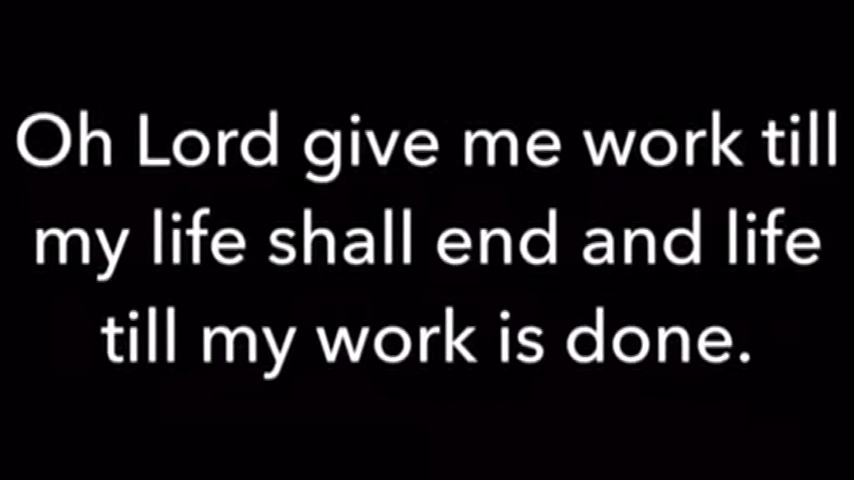 Oh Lord give me work till
my life shall end and life
till my work is done.